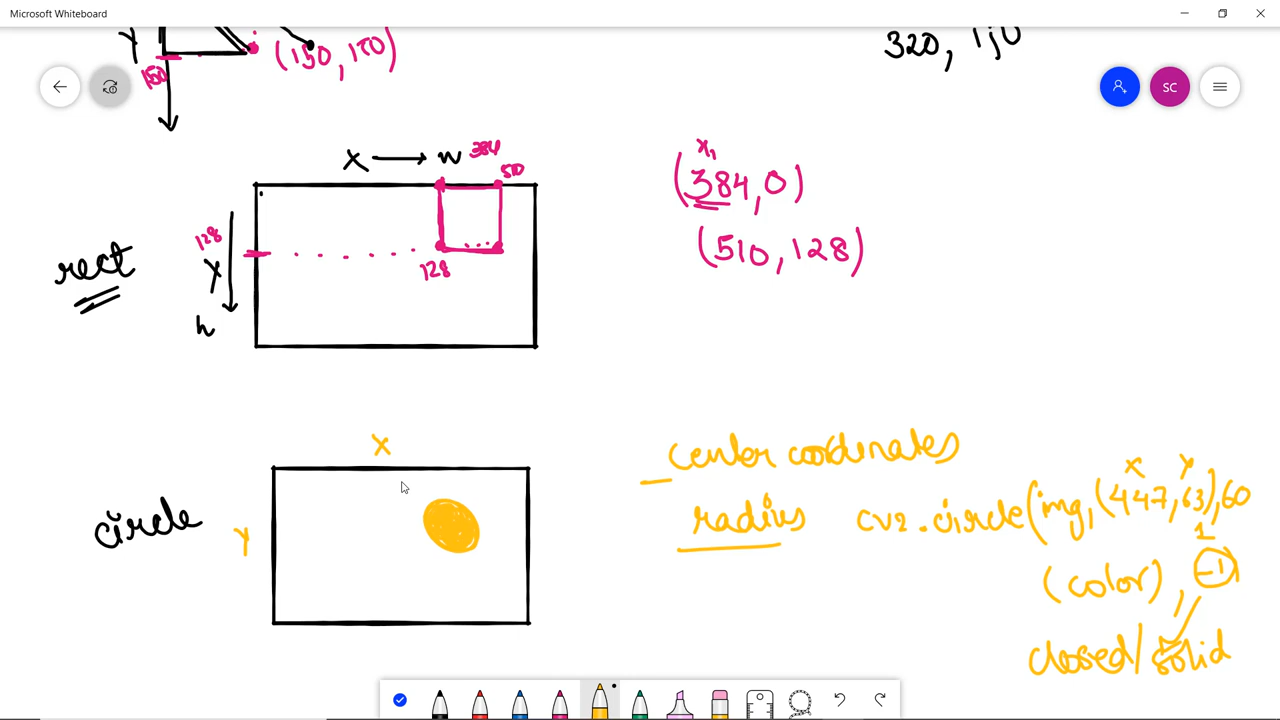 Microsoft Whiteboard
Y
150
(150, 150)
320,
SC
X → w 384
510
128
Y
h
128
rect
x1
(384, 0)
(510, 128)
X
Y
circle
center coordinates
radius
X Y
cv2.circle(img, (447, 63), 60
1
(color), -1
closed/solid